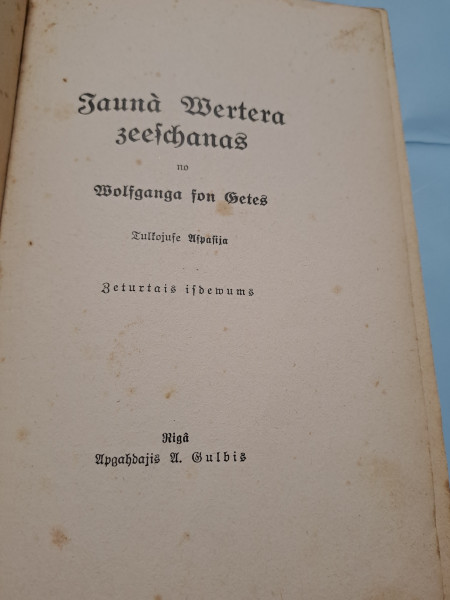 Jaunà Wertera
zeeſchanas
no
Wolfganga fon Getes
Tulkojuſe Aſpaſija
Zeturtais iſdewums
Rigâ
Apgahdajis A. Gulbis